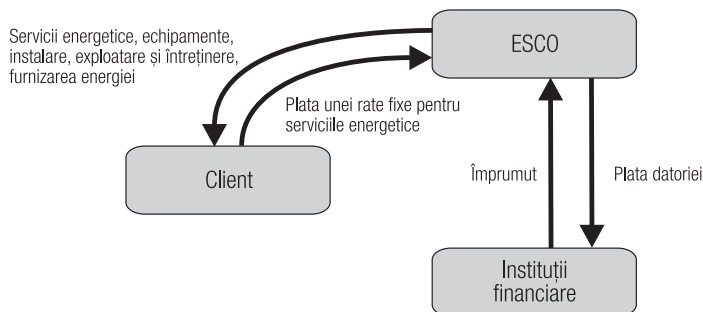 Servicii energetice, echipamente,
instalare, exploatare și întreținere,
furnizarea energiei
ESCO
Plata unei rate fixe pentru
serviciile energetice
Client
Împrumut
Plata datoriei
Instituții
financiare